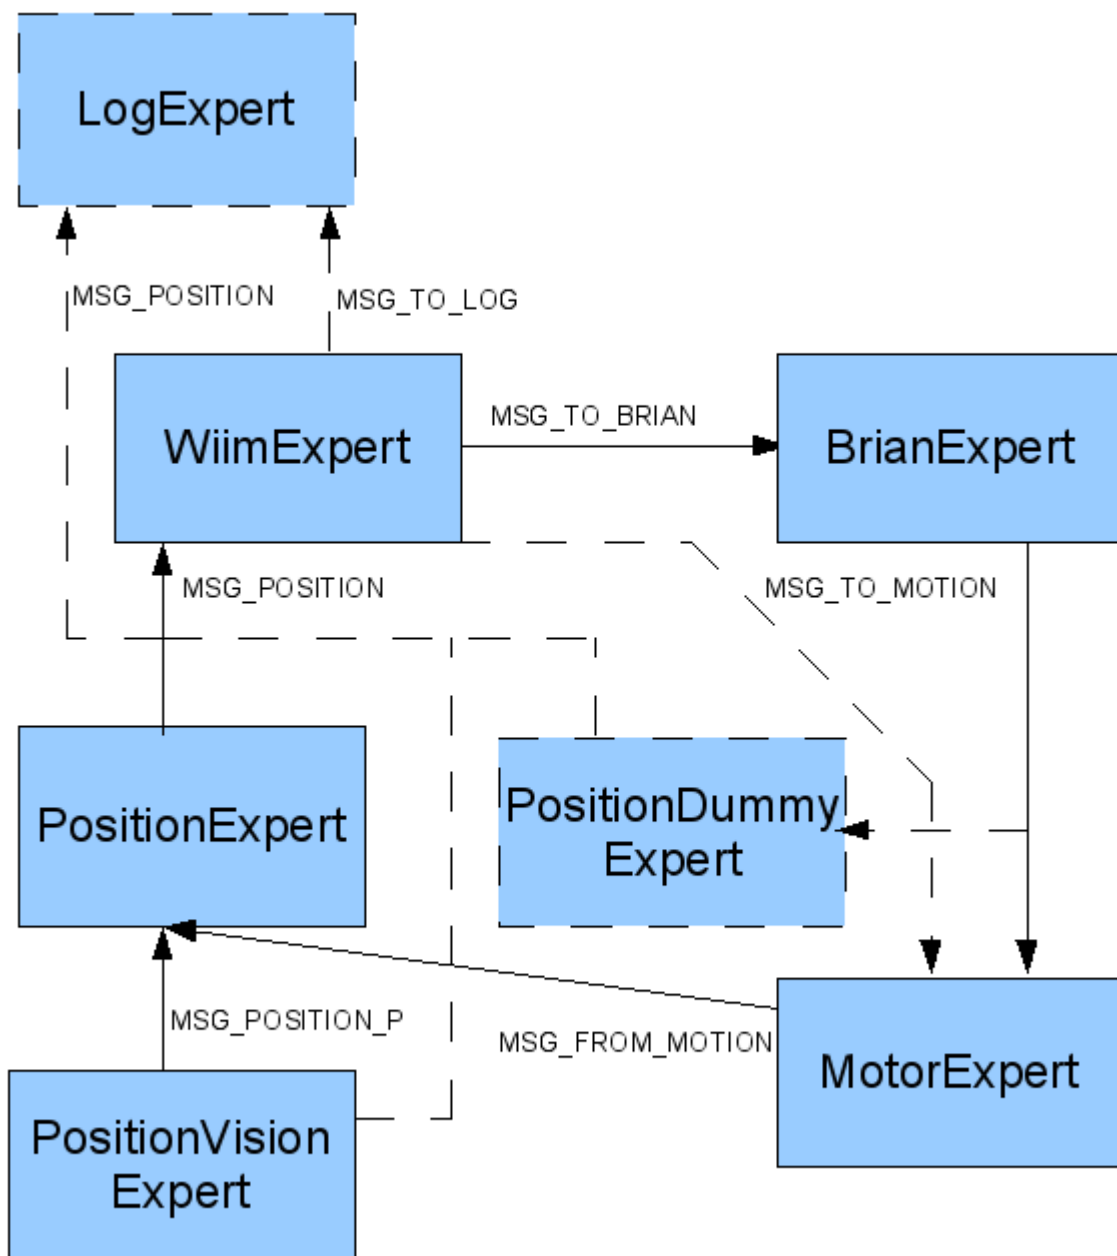 LogExpert
MSG_POSITION
MSG_TO_LOG
WiimExpert
MSG_TO_BRIAN
BrianExpert
MSG_POSITION
MSG_TO_MOTION
PositionExpert
PositionDummy
Expert
MSG_POSITION_P
MSG_FROM_MOTION
MotorExpert
PositionVision
Expert